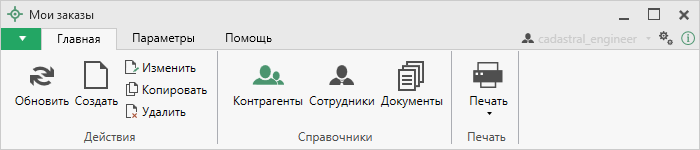 Мои заказы
Главная Параметры Помощь cadastral_engineer
Изменить
Копировать
Удалить
Обновить Создать Контрагенты Сотрудники Документы Печать
Действия Справочники Печать